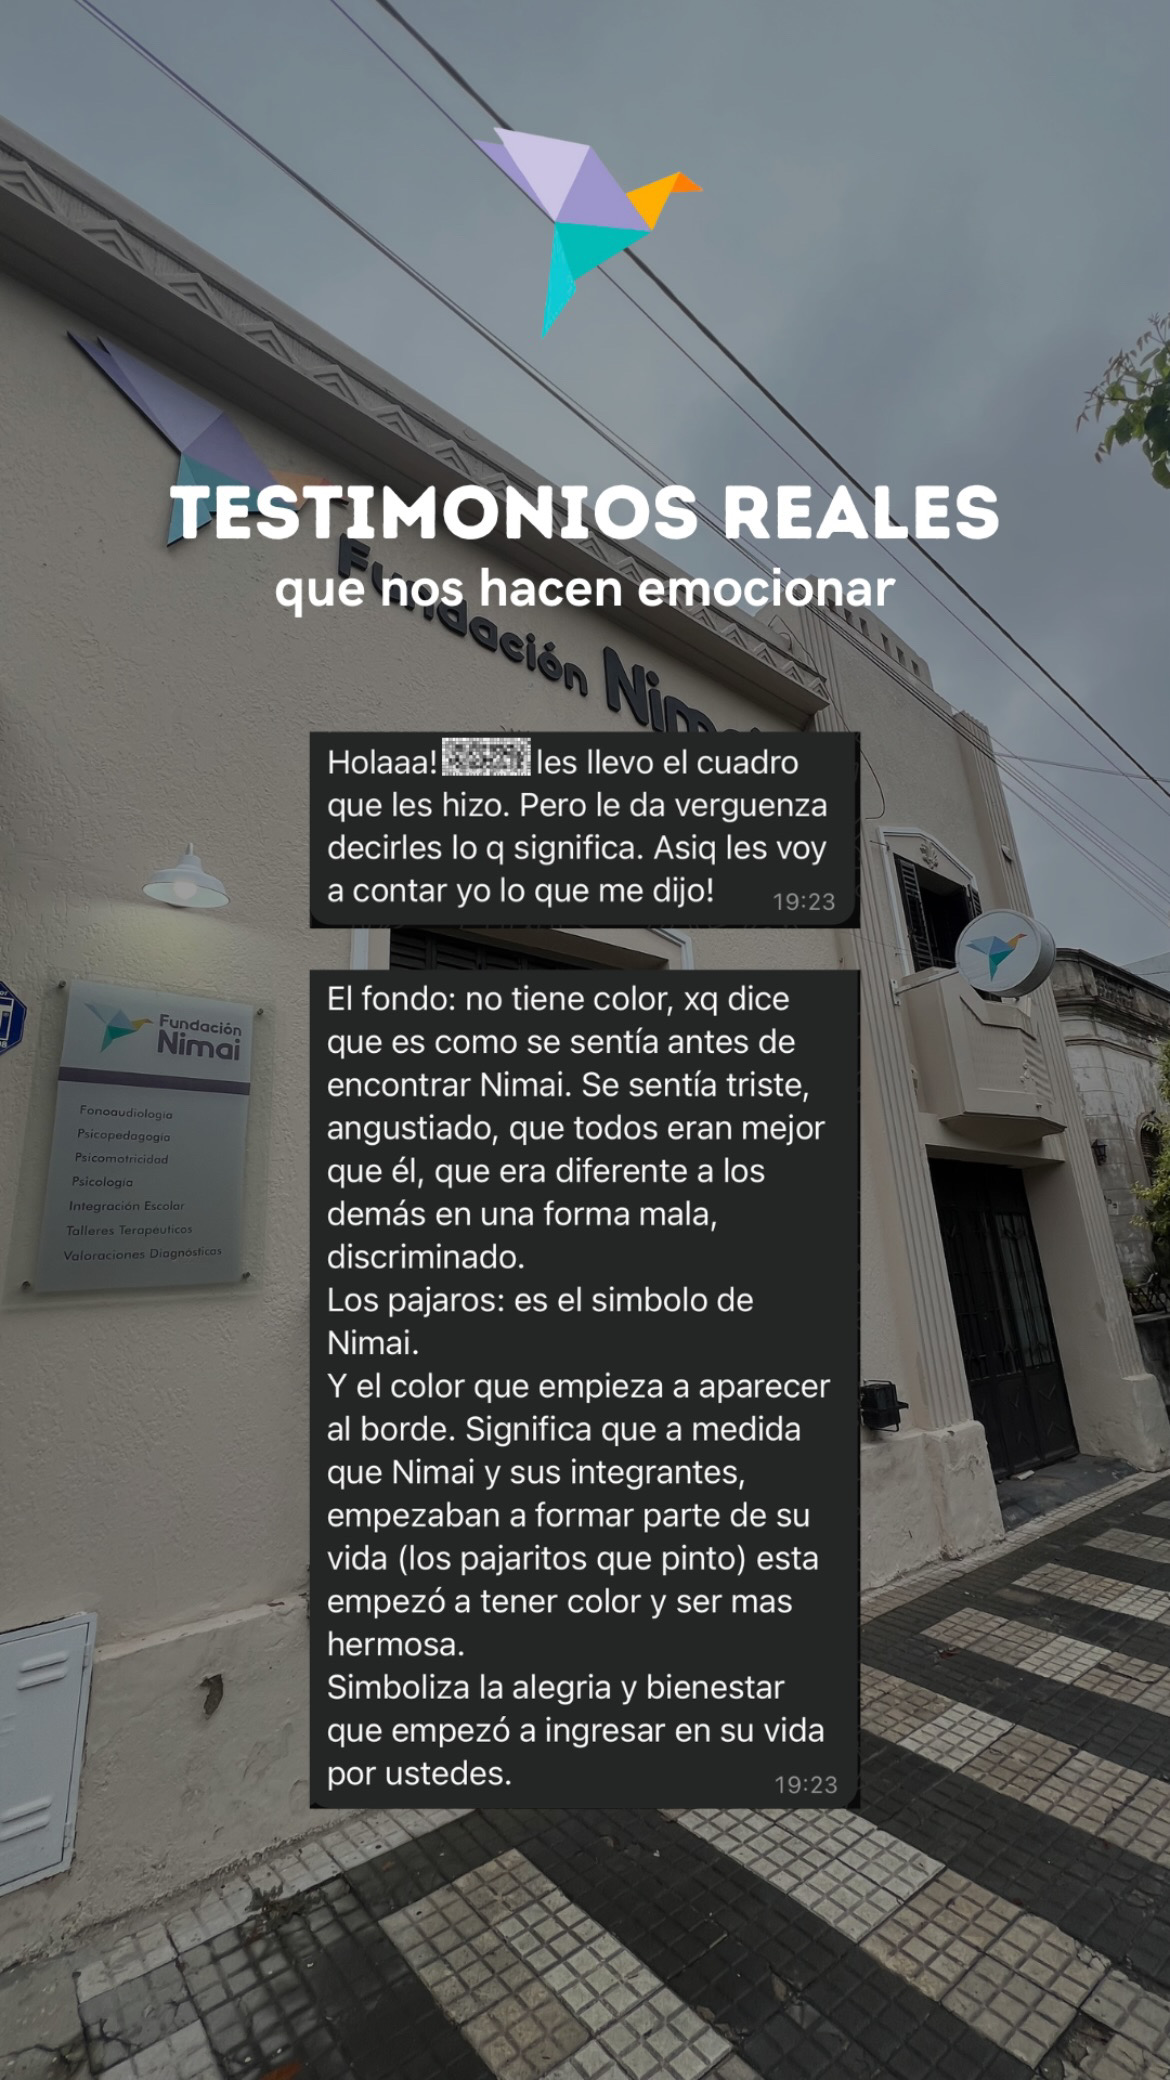 TESTIMONIOS REALES
que nos hacen emocionar
Fundación Nimai
Holaaa! les llevo el cuadro
que les hizo. Pero le da verguenza
decirles lo q significa. Asiq les voy
a contar yo lo que me dijo!
19:23
El fondo: no tiene color, xq dice
que es como se sentía antes de
encontrar Nimai. Se sentía triste,
angustiado, que todos eran mejor
que él, que era diferente a los
demás en una forma mala,
discriminado.
Los pajaros: es el simbolo de
Nimai.
Y el color que empieza a aparecer
al borde. Significa que a medida
que Nimai y sus integrantes,
empezaban a formar parte de su
vida (los pajaritos que pinto) esta
empezó a tener color y ser mas
hermosa.
Simboliza la alegria y bienestar
que empezó a ingresar en su vida
por ustedes.
19:23
Fundación
Nimai
Fonoaudiología
Psicopedagogía
Psicomotricidad
Psicología
Integración Escolar
Talleres Terapéuticos
Valoraciones Diagnósticas